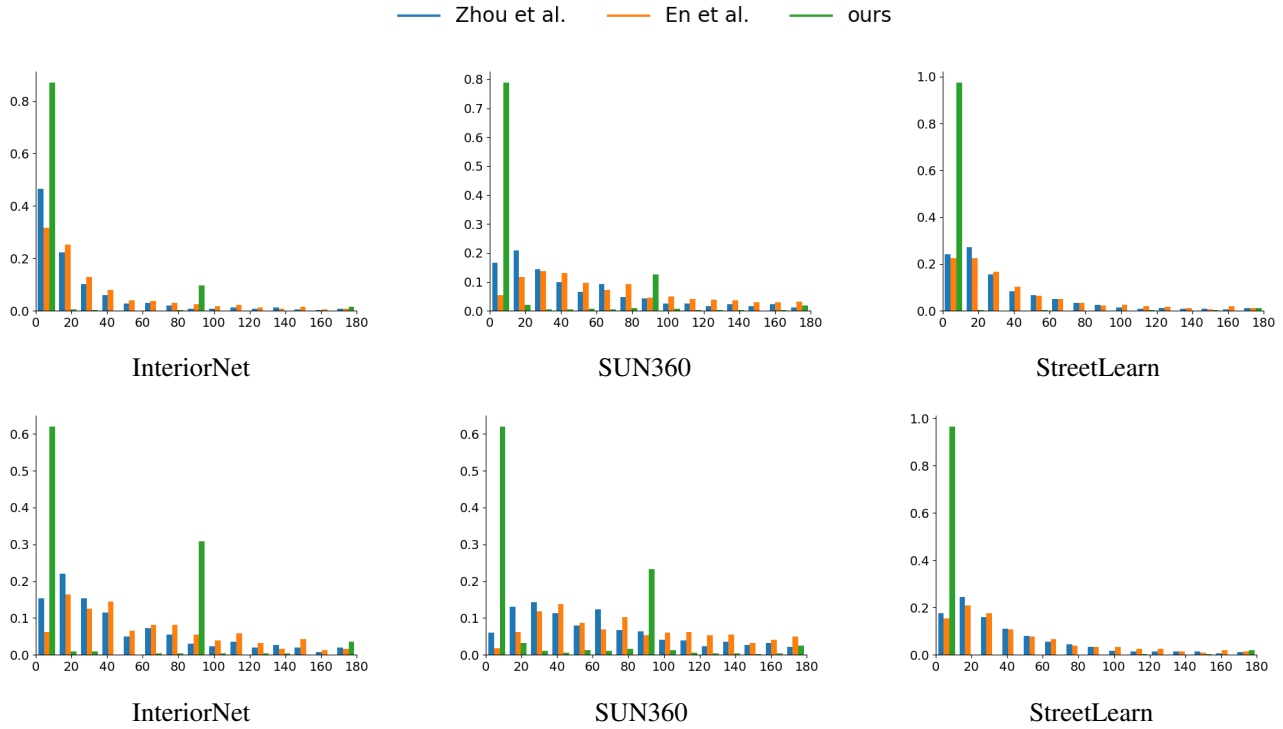 Zhou et al. En et al. ours
0.8 0.6 0.4 0.2 0.0
0 20 40 60 80 100 120 140 160 180
InteriorNet
0.8 0.7 0.6 0.5 0.4 0.3 0.2 0.1 0.0
0 20 40 60 80 100 120 140 160 180
SUN360
1.0 0.8 0.6 0.4 0.2 0.0
0 20 40 60 80 100 120 140 160 180
StreetLearn
0.6 0.5 0.4 0.3 0.2 0.1 0.0
0 20 40 60 80 100 120 140 160 180
InteriorNet
0.6 0.5 0.4 0.3 0.2 0.1 0.0
0 20 40 60 80 100 120 140 160 180
SUN360
1.0 0.8 0.6 0.4 0.2 0.0
0 20 40 60 80 100 120 140 160 180
StreetLearn